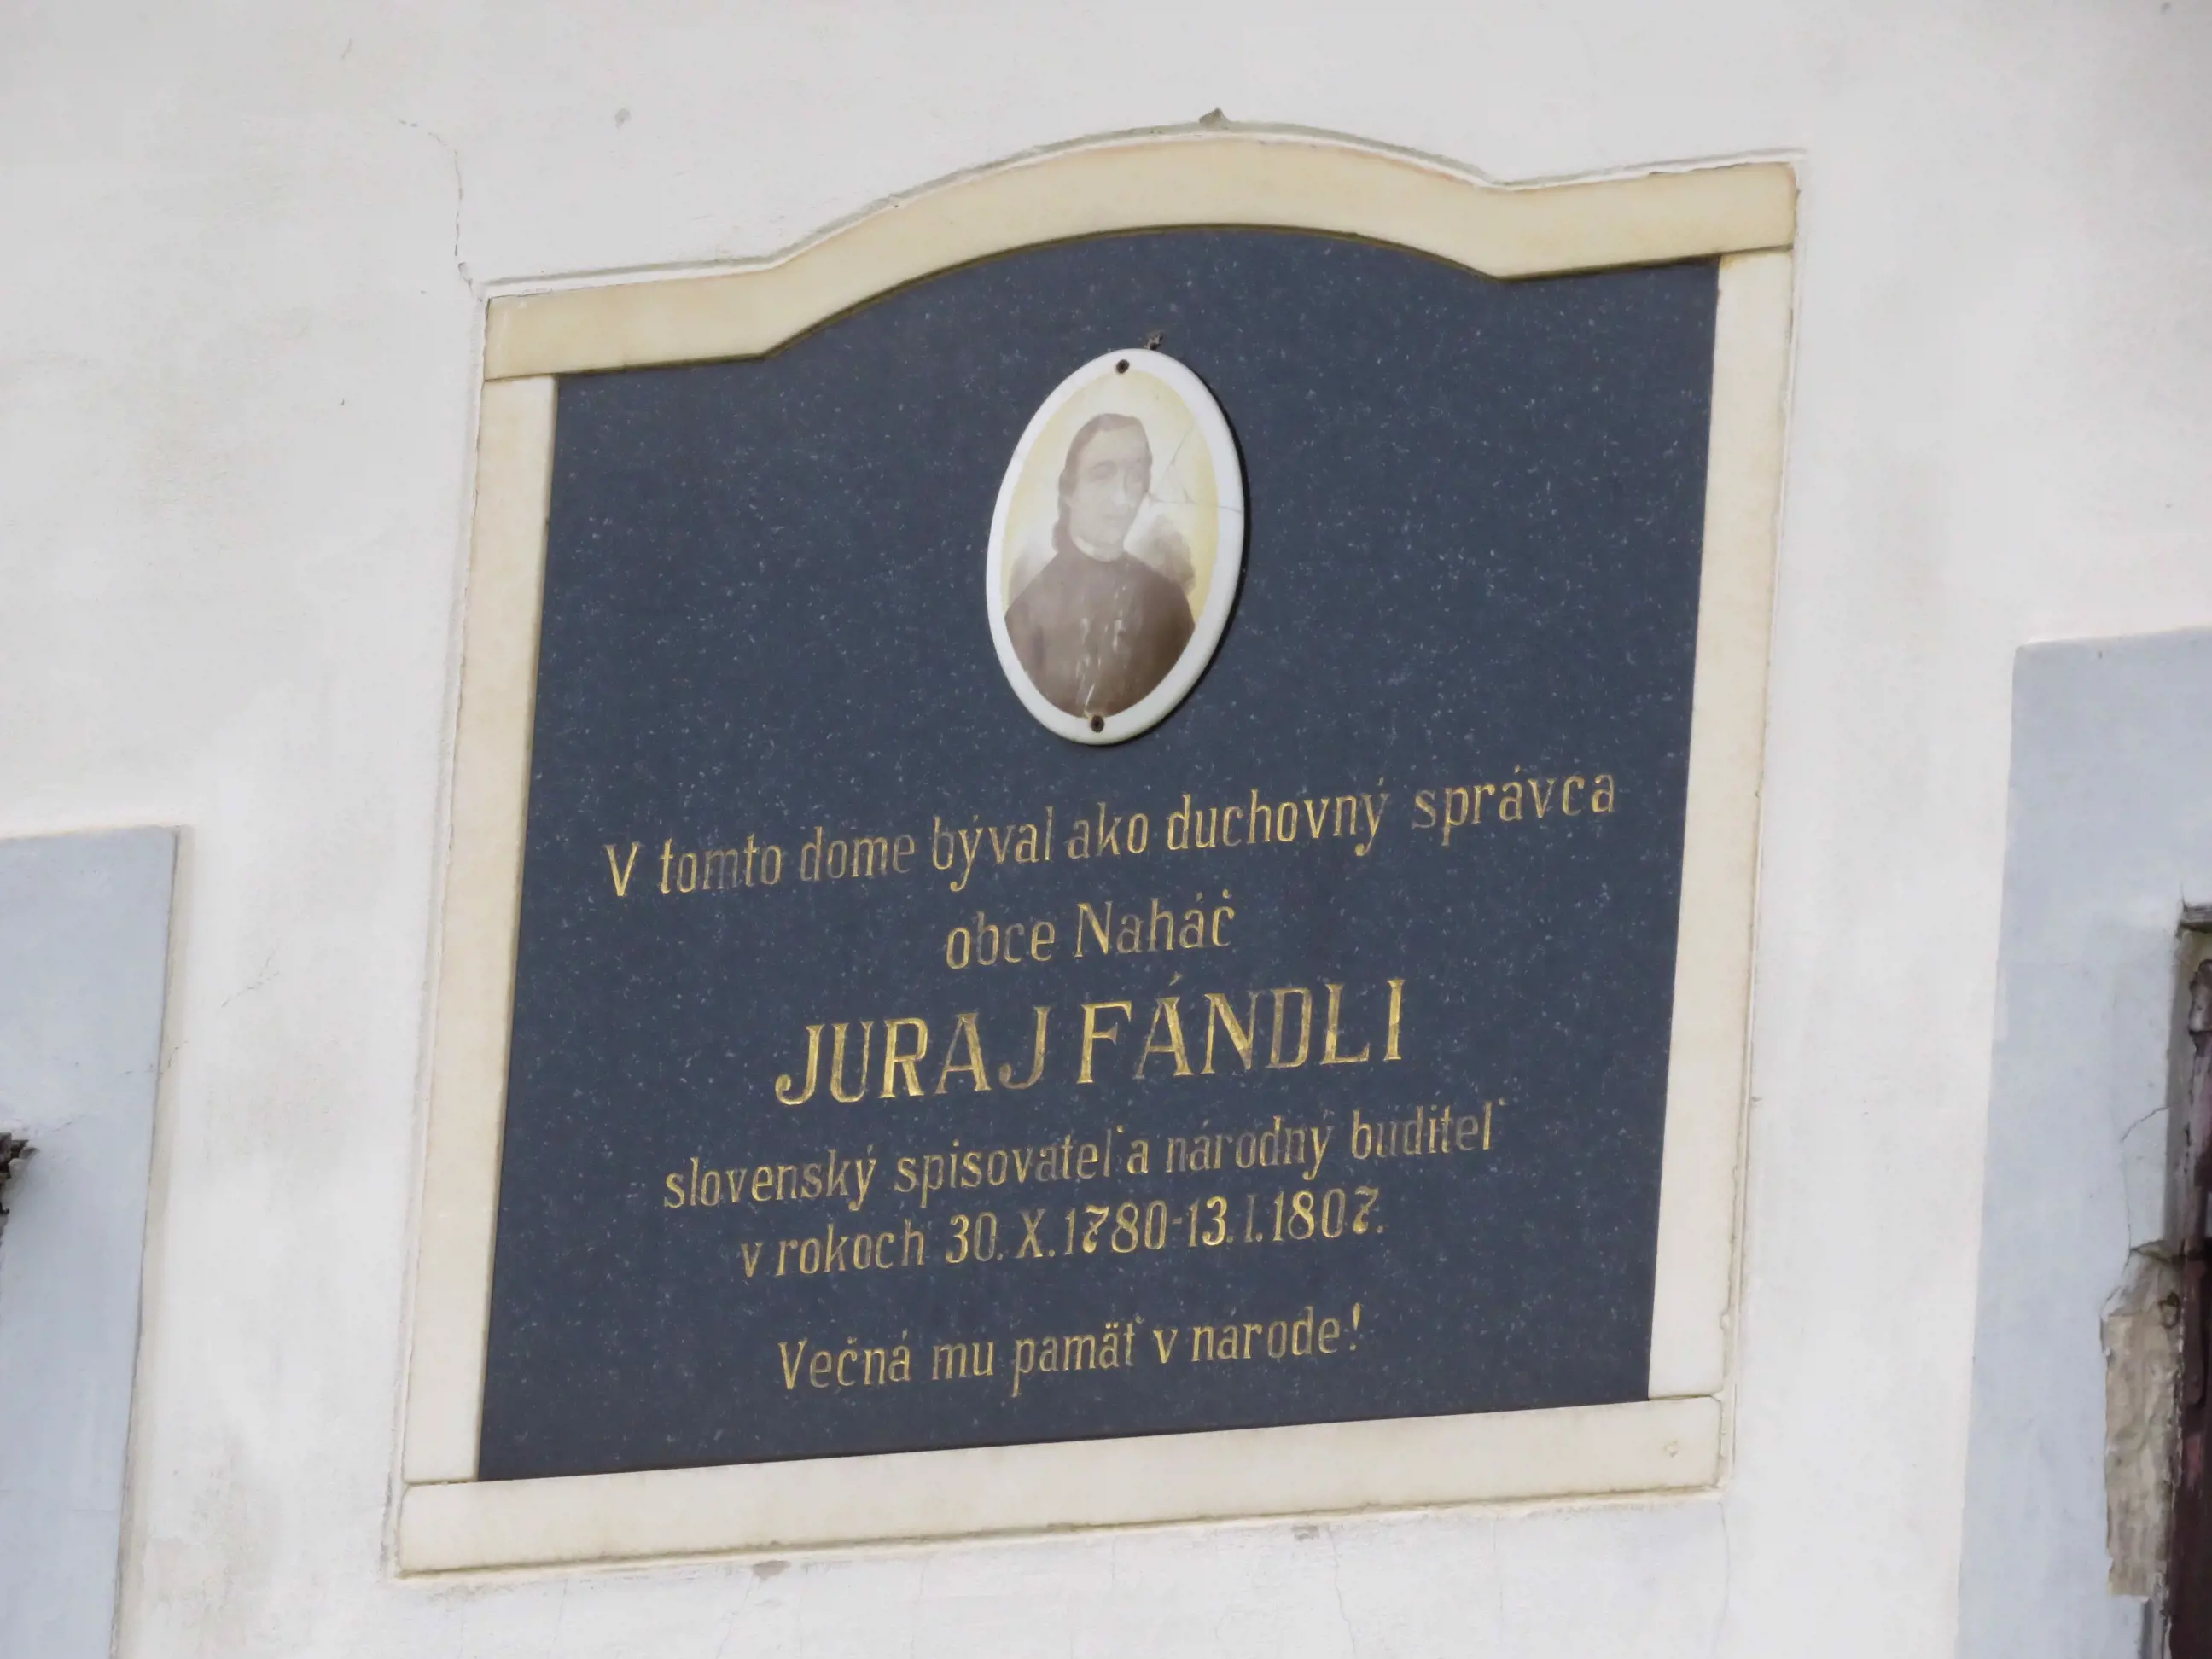 V tomto dome býval ako duchovný správca
obce Naháč
JURAJ FÁNDLI
slovenský spisovateľ a národný buditeľ
v rokoch 30. X. 1780-13. I. 1807.
Večná mu pamäť v národe!